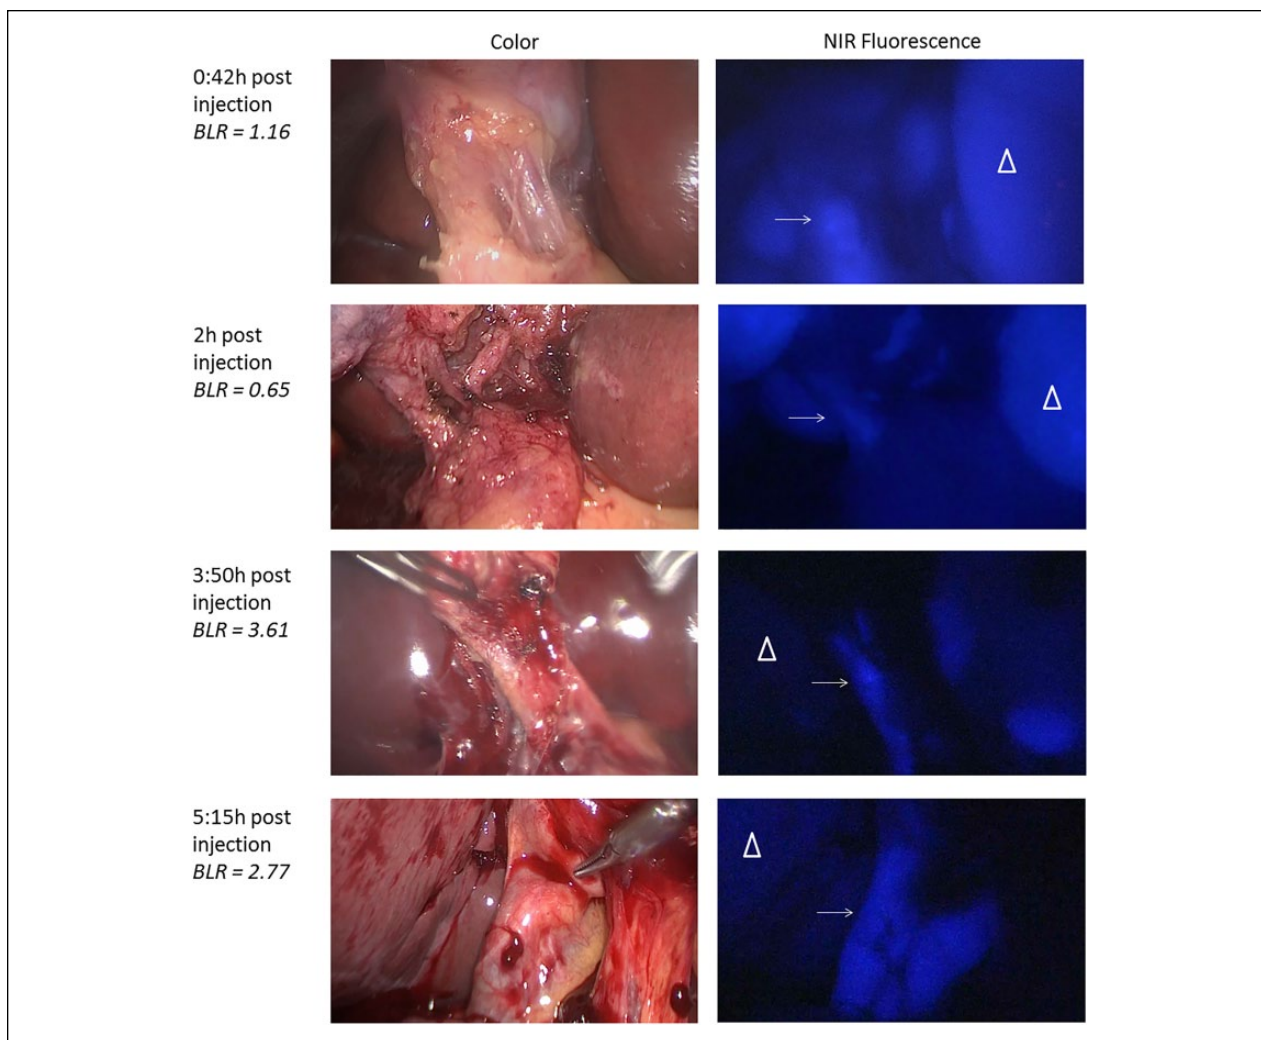 Color
NIR Fluorescence
0:42h post
injection
BLR = 1.16
2h post
injection
BLR = 0.65
3:50h post
injection
BLR = 3.61
5:15h post
injection
BLR = 2.77